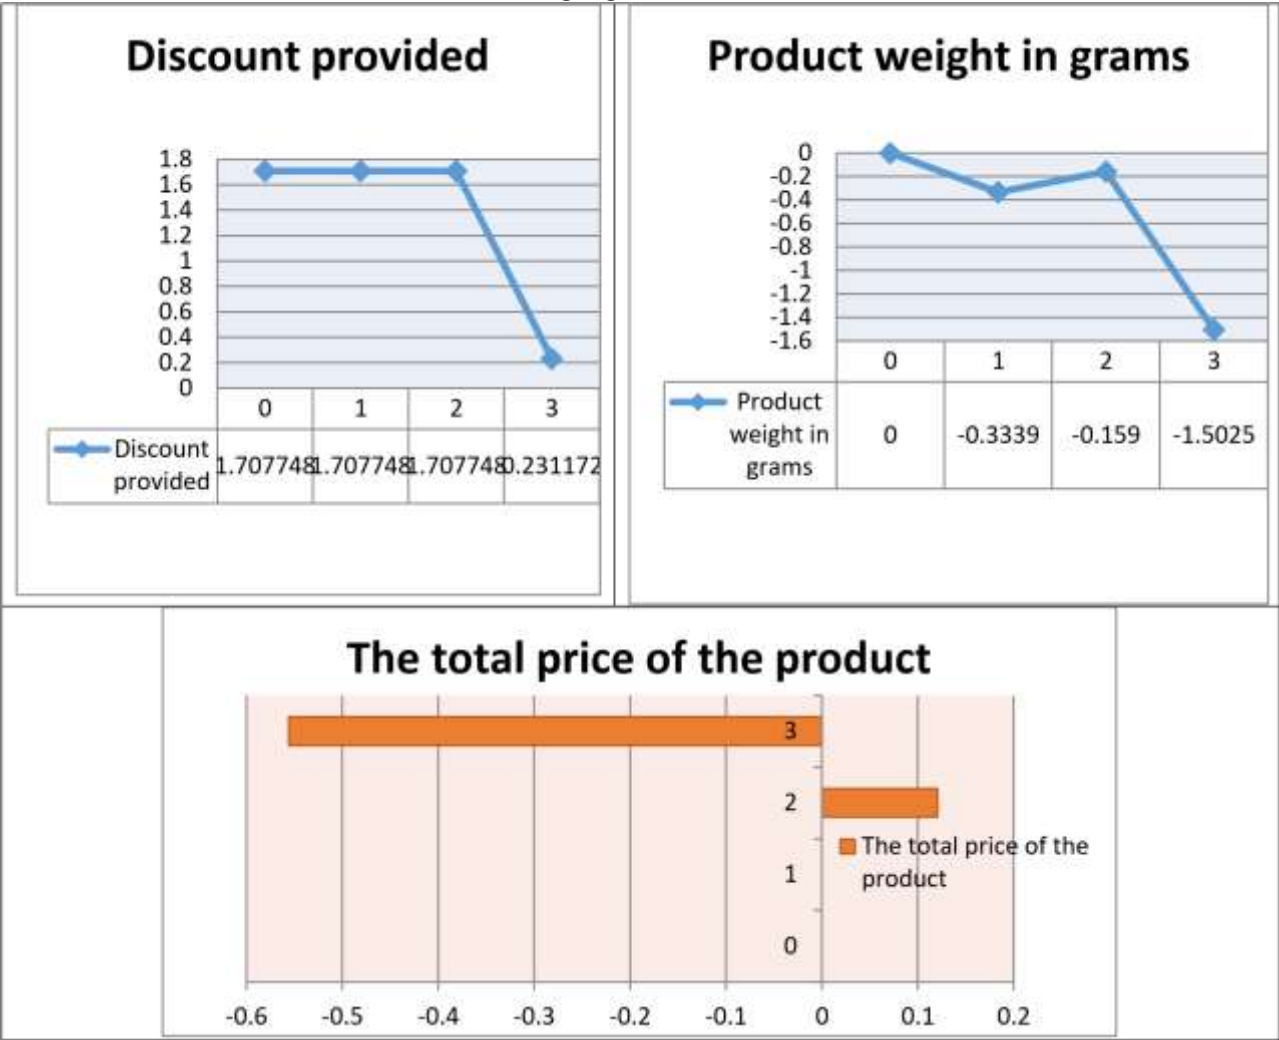 Discount provided
1.8
1.6
1.4
1.2
1
0.8
0.6
0.4
0.2
0
0 1 2 3
Discount provided 1.707748 1.707748 1.707748 0.231172
Product weight in grams
0
-0.2
-0.4
-0.6
-0.8
-1
-1.2
-1.4
-1.6
0 1 2 3
Product
weight in
grams
0 -0.3339 -0.159 -1.5025
The total price of the product
3
2
1
0
The total price of the
product
-0.6 -0.5 -0.4 -0.3 -0.2 -0.1 0 0.1 0.2